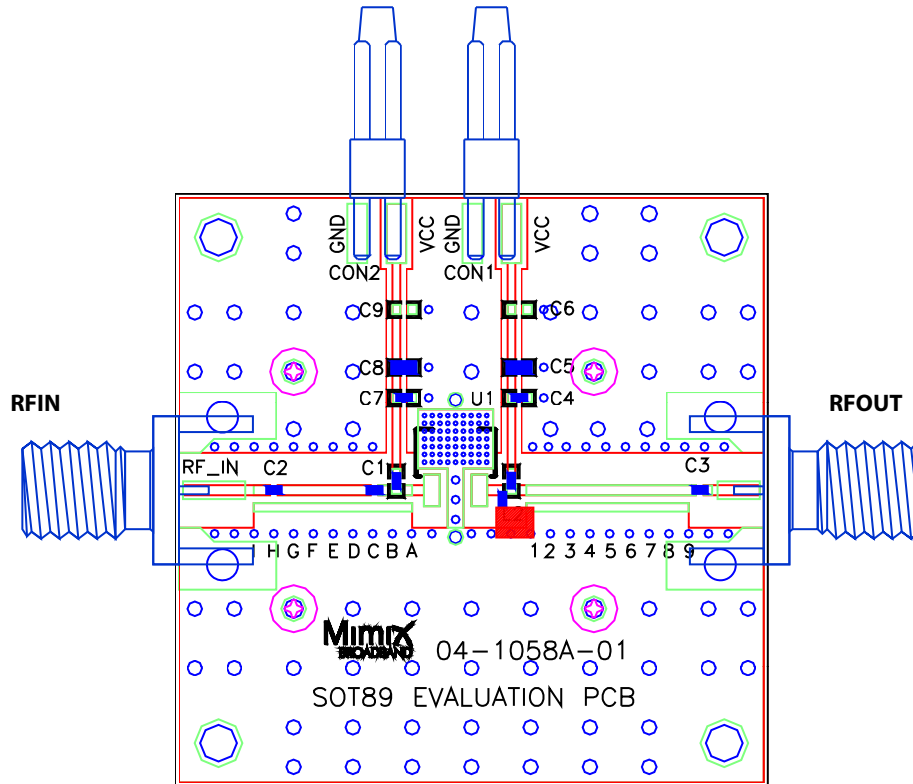 GND
VCC
GND
VCC
CON2
CON1
C9
C6
C8
C5
C7
U1
C4
RFIN
RFOUT
RF_IN
C2
C1
C3
I H G F E D C B A
1 2 3 4 5 6 7 8 9
Mimix
BROADBAND
04-1058A-01
SOT89 EVALUATION PCB